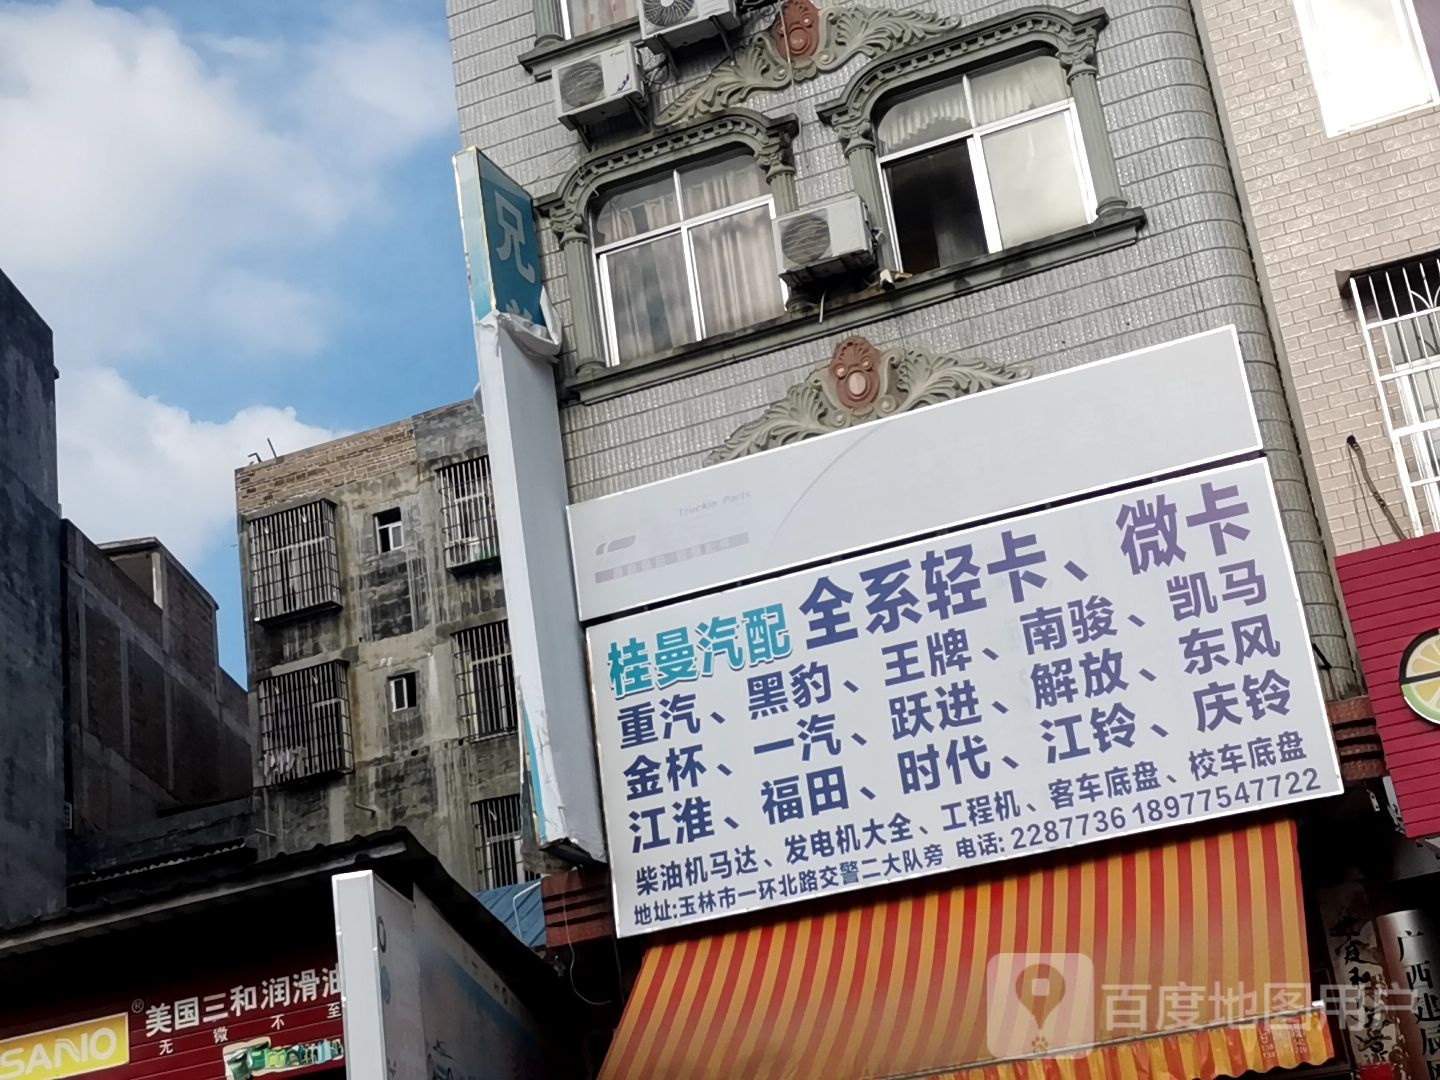 兄
Truckin Parts
桂曼汽配 全系轻卡、微卡
重汽、黑豹、王牌、南骏、凯马
金杯、一汽、跃进、解放、东风
江淮、福田、时代、江铃、庆铃
柴油机马达、发电机大全、工程机、客车底盘、校车底盘
地址:玉林市一环北路交警二大队旁 电话: 2287736 18977547722
SANO
®美国三和润滑油
无 微 不 至
广西建辰
百度地图用户